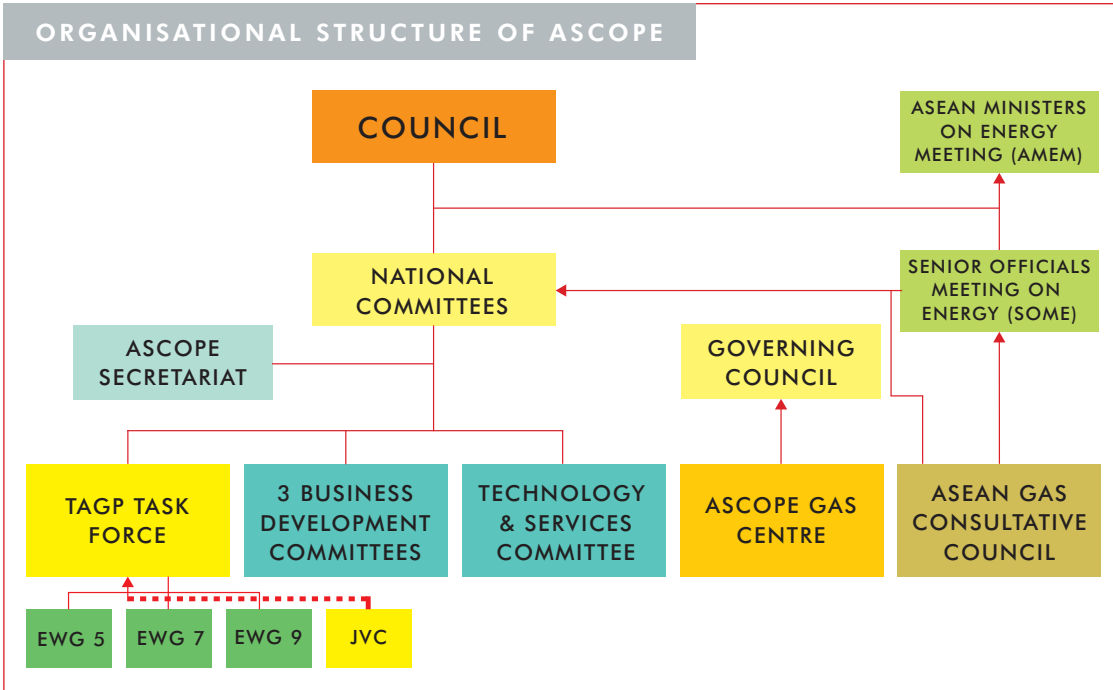 ORGANISATIONAL STRUCTURE OF ASCOPE
COUNCIL
ASEAN MINISTERS
ON ENERGY
MEETING (AMEM)
NATIONAL
COMMITTEES
SENIOR OFFICIALS
MEETING ON
ENERGY (SOME)
ASCOPE
SECRETARIAT
GOVERNING
COUNCIL
TAGP TASK
FORCE
3 BUSINESS
DEVELOPMENT
COMMITTEES
TECHNOLOGY
& SERVICES
COMMITTEE
ASCOPE GAS
CENTRE
ASEAN GAS
CONSULTATIVE
COUNCIL
EWG 5
EWG 7
EWG 9
JVC